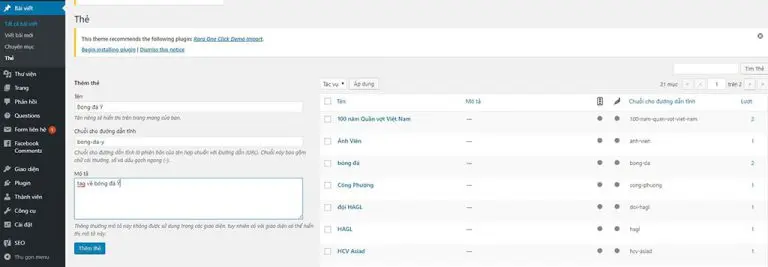 Bài viết
Tất cả bài viết
Viết bài mới
Chuyên mục
Thẻ
Thư viện
Trang
Phản hồi
Questions
Form liên hệ 1
Facebook
Comments
Giao diện
Plugin
Thành viên
Công cụ
Cài đặt
SEO
Thu gọn menu
Thẻ
This theme recommends the following plugin: Rara One Click Demo Import.
Begin installing plugin | Dismiss this notice
Tìm Thẻ
Thêm thẻ
Tên
Bóng đá Ý
Tên riêng sẽ hiển thị trên trang mạng của bạn.
Chuỗi cho đường dẫn tĩnh
bong-da-y
Chuỗi cho đường dẫn tĩnh là phiên bản của tên hợp chuẩn với Đường dẫn (URL). Chuỗi này bao gồm
chữ cái thường, số và dấu gạch ngang (-).
Mô tả
tag về bóng đá Ý
Thông thường mô tả này không được sử dụng trong các giao diện, tuy nhiên có vài giao diện có thể hiển
thị mô tả này.
Thêm thẻ
Tác vụ Áp dụng 21 mục « ‹ 1 trên 2 › »
Tên Mô tả Chuỗi cho đường dẫn tĩnh Lượt
100 năm Quần vợt Việt Nam — 100-nam-quan-vot-viet-nam 2
Ánh Viên — anh-vien 1
bóng đá — bong-da 2
Công Phượng — cong-phuong 1
đội HAGL — doi-hagl 1
HAGL — hagl 1
HCV Asiad — hcv-asiad 1